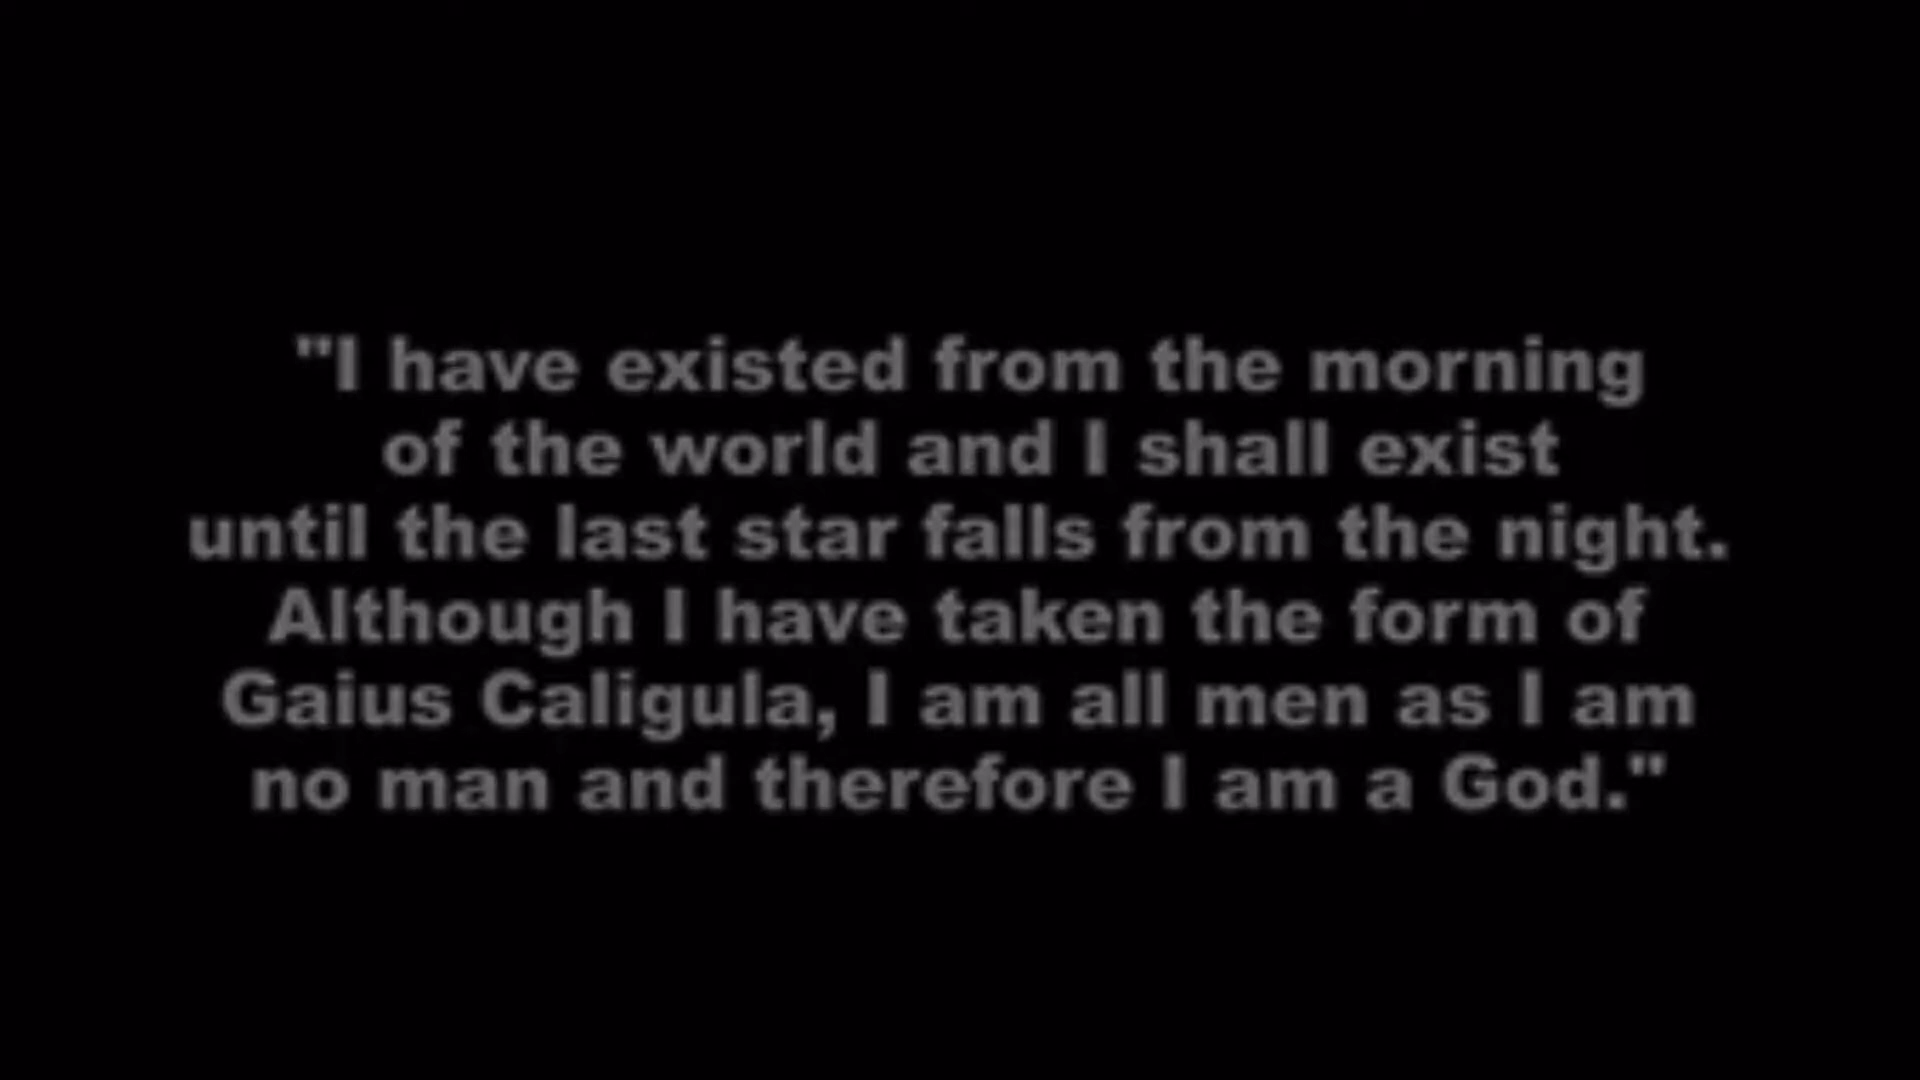 "I have existed from the morning
of the world and I shall exist
until the last star falls from the night.
Although I have taken the form of
Gaius Caligula, I am all men as I am
no man and therefore I am a God."